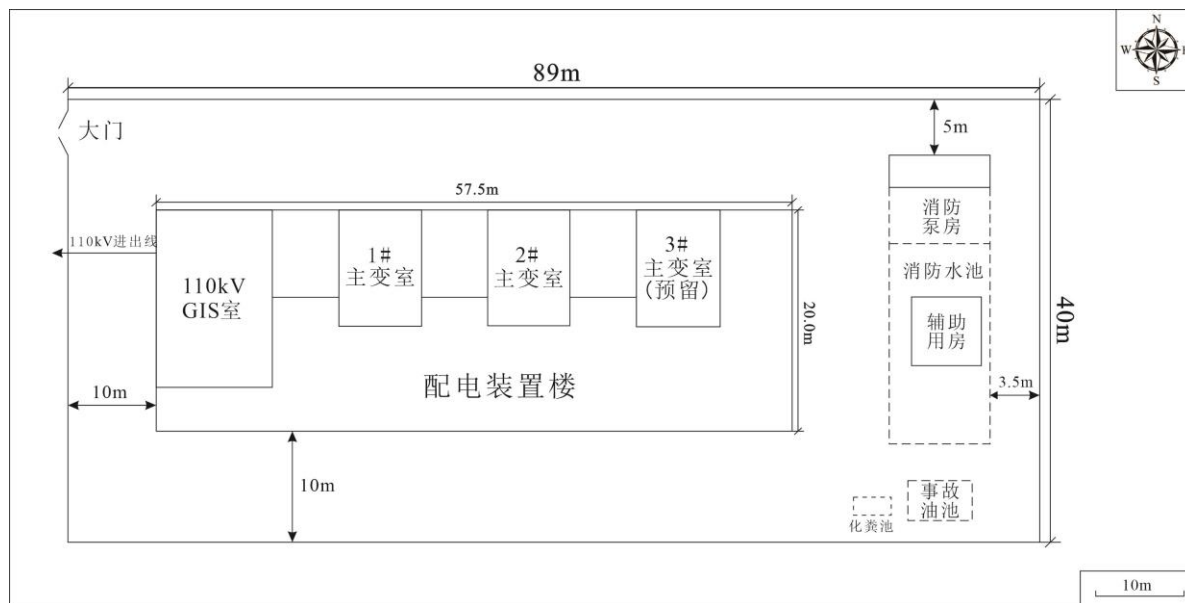 N
W
E
S
89m
大门
5m
57.5m
110kV进出线
消防
泵房
1#
主变室
2#
主变室
3#
主变室
(预留)
消防水池
110kV
GIS室
20.0m
40m
辅助
用房
10m
配电装置楼
3.5m
10m
事故
油池
化粪池
10m